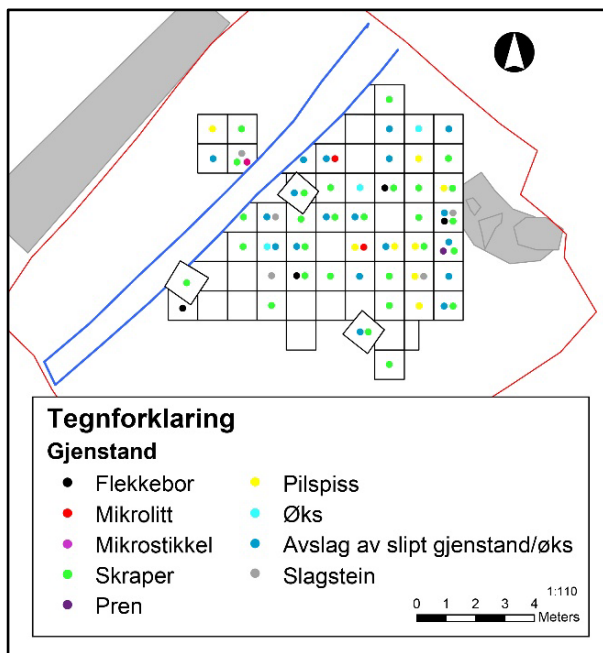 Tegnforklaring
Gjenstand
Flekkebor
Mikrolitt
Mikrostikkel
Skraper
Pren
Pilspiss
Øks
Avslag av slipt gjenstand/øks
Slagstein
1:110
0 1 2 3 4
Meters